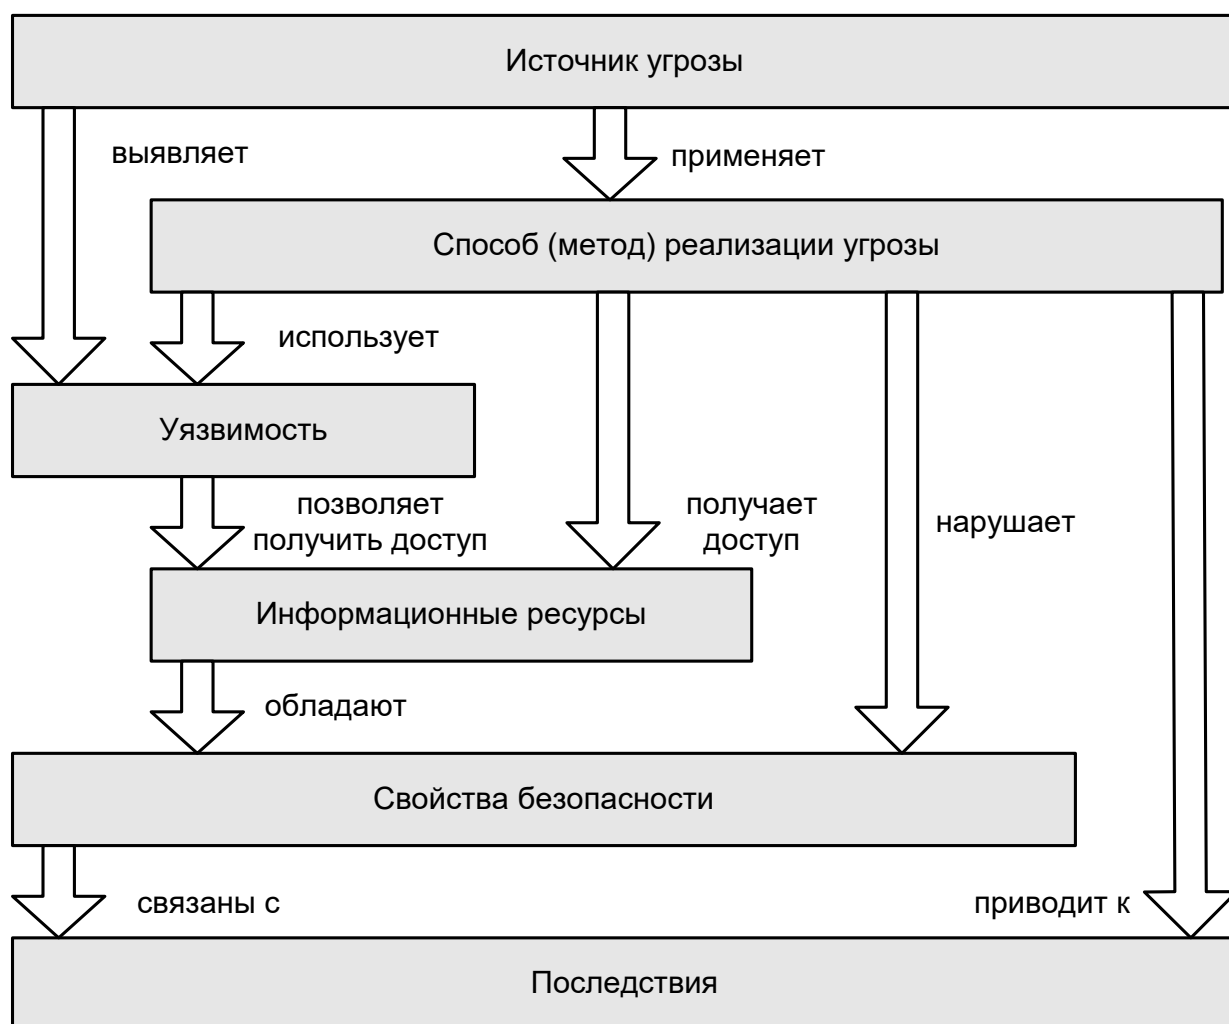 Источник угрозы
выявляет
применяет
Способ (метод) реализации угрозы
использует
Уязвимость
позволяет
получить доступ
получает
доступ
нарушает
Информационные ресурсы
обладают
Свойства безопасности
связаны с
приводит к
Последствия